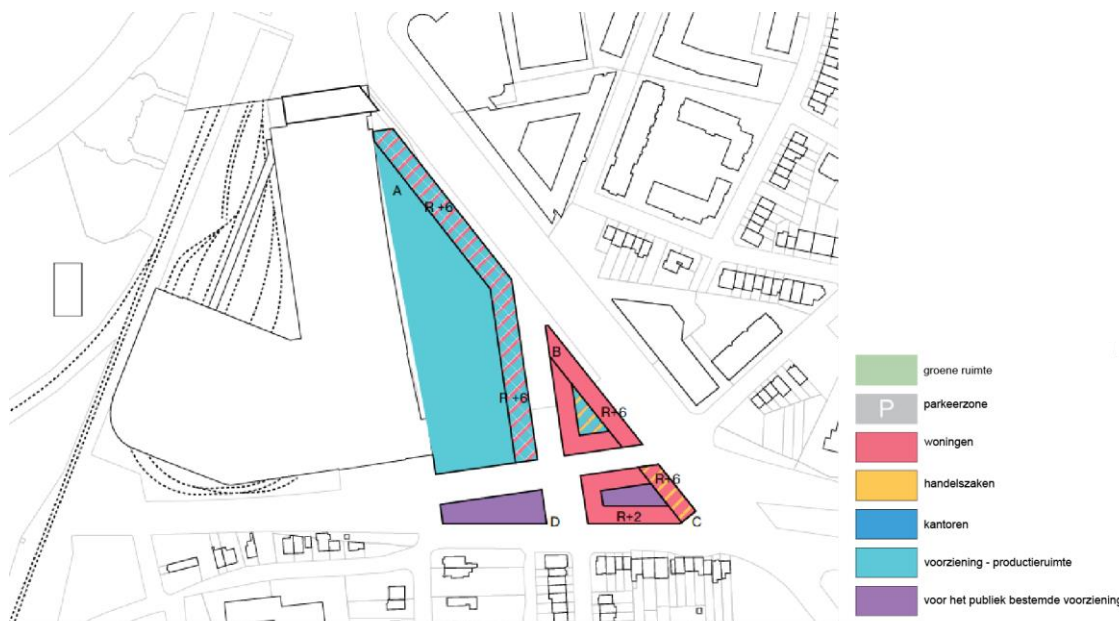 A
R +6
R +6
B
R+6
R+6
R+2
C
D
groene ruimte
P parkeerzone
woningen
handelszaken
kantoren
voorziening - productieruimte
voor het publiek bestemde voorziening